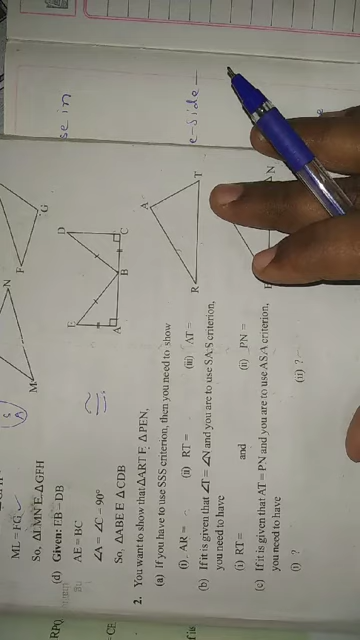 ML = FG
So, ΔLMN ≅ ΔGFH
(d) Given: EB = DB
AE = BC
∠A = ∠C = 90°
So, ΔABE ≅ ΔCDB
≅
M
N
F
G
E
D
A
B
C
2. You want to show that ΔART ≅ ΔPEN,
(a) If you have to use SSS criterion, then you need to show
(i) AR =
(ii) RT =
(iii) AT =
(b) If it is given that ∠T = ∠N and you are to use SAS criterion,
you need to have
(i) RT =
and
(ii) PN =
(c) If it is given that AT = PN and you are to use ASA criterion,
you need to have
(i) ?
(ii) ?
A
R
T
N
se in
e-side